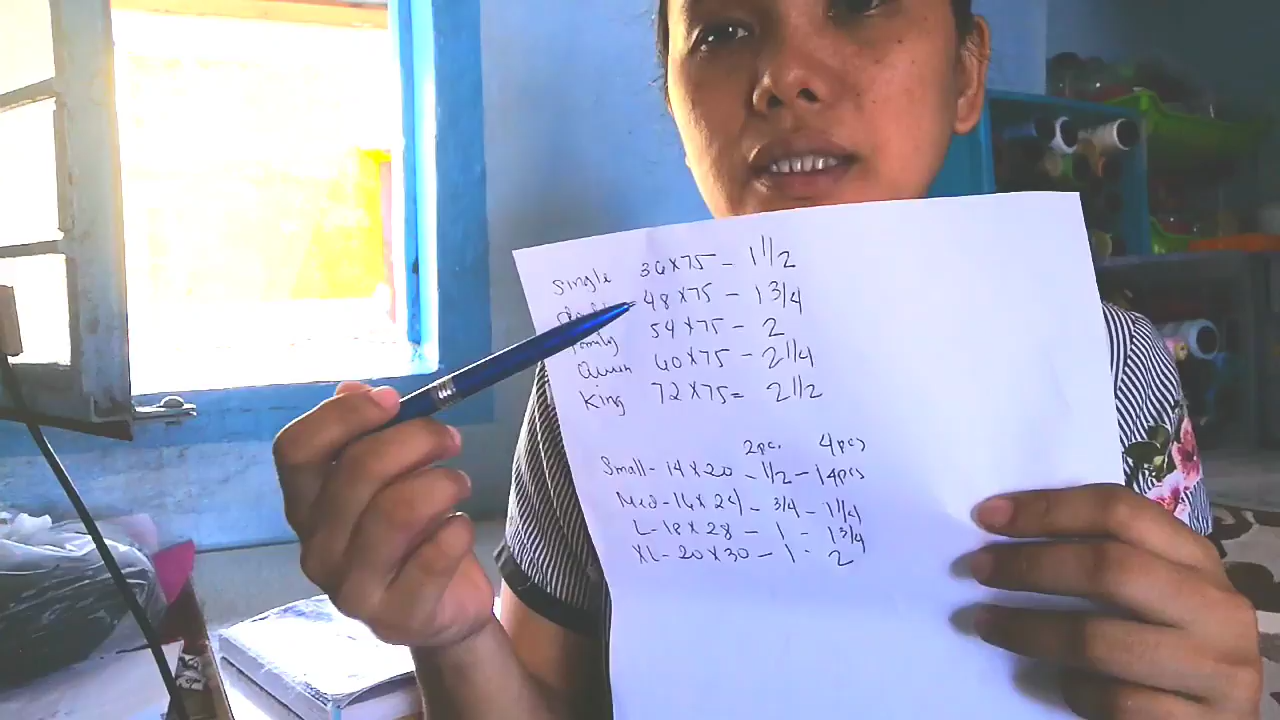 Single 36x75 - 1 1/2
48x75 - 1 3/4
Family 54x75 - 2
Queen 60x75 - 2 1/4
King 72x75= 2 1/2
2pc. 4pcs
Small - 14x20 - 1/2 - 1 4pcs
Med - 16x24 - 3/4 - 1 1/4
L - 18x28 - 1 - 1 3/4
XL - 20x30 - 1 - 2